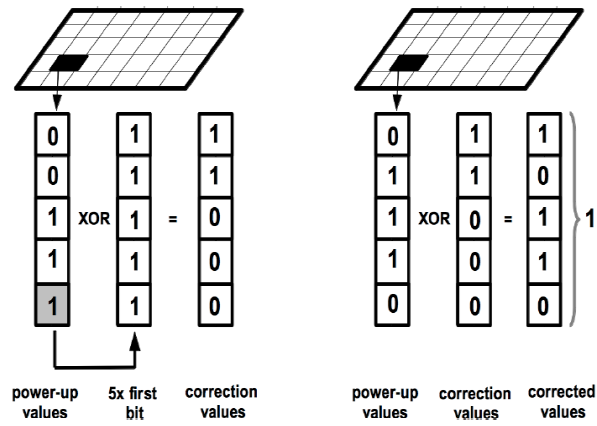 0 1 1 0 1 1
0 1 1 1 1 0
1 XOR 1 = 0 1 XOR 0 = 1 1
1 1 0 1 0 1
1 1 0 0 0 0
power-up 5x first correction power-up correction corrected
values bit values values values values